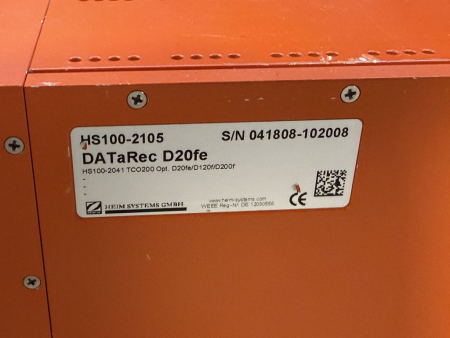 HS100-2105 S/N 041808-102008
DATaRec D20fe
HS100-2041 TCO200 Opt. D20fe/D120f/D200f
-
-
-
HEIM SYSTEMS GMBH
www.heim-systems.com
WEEE Reg.-Nr. DE
CE